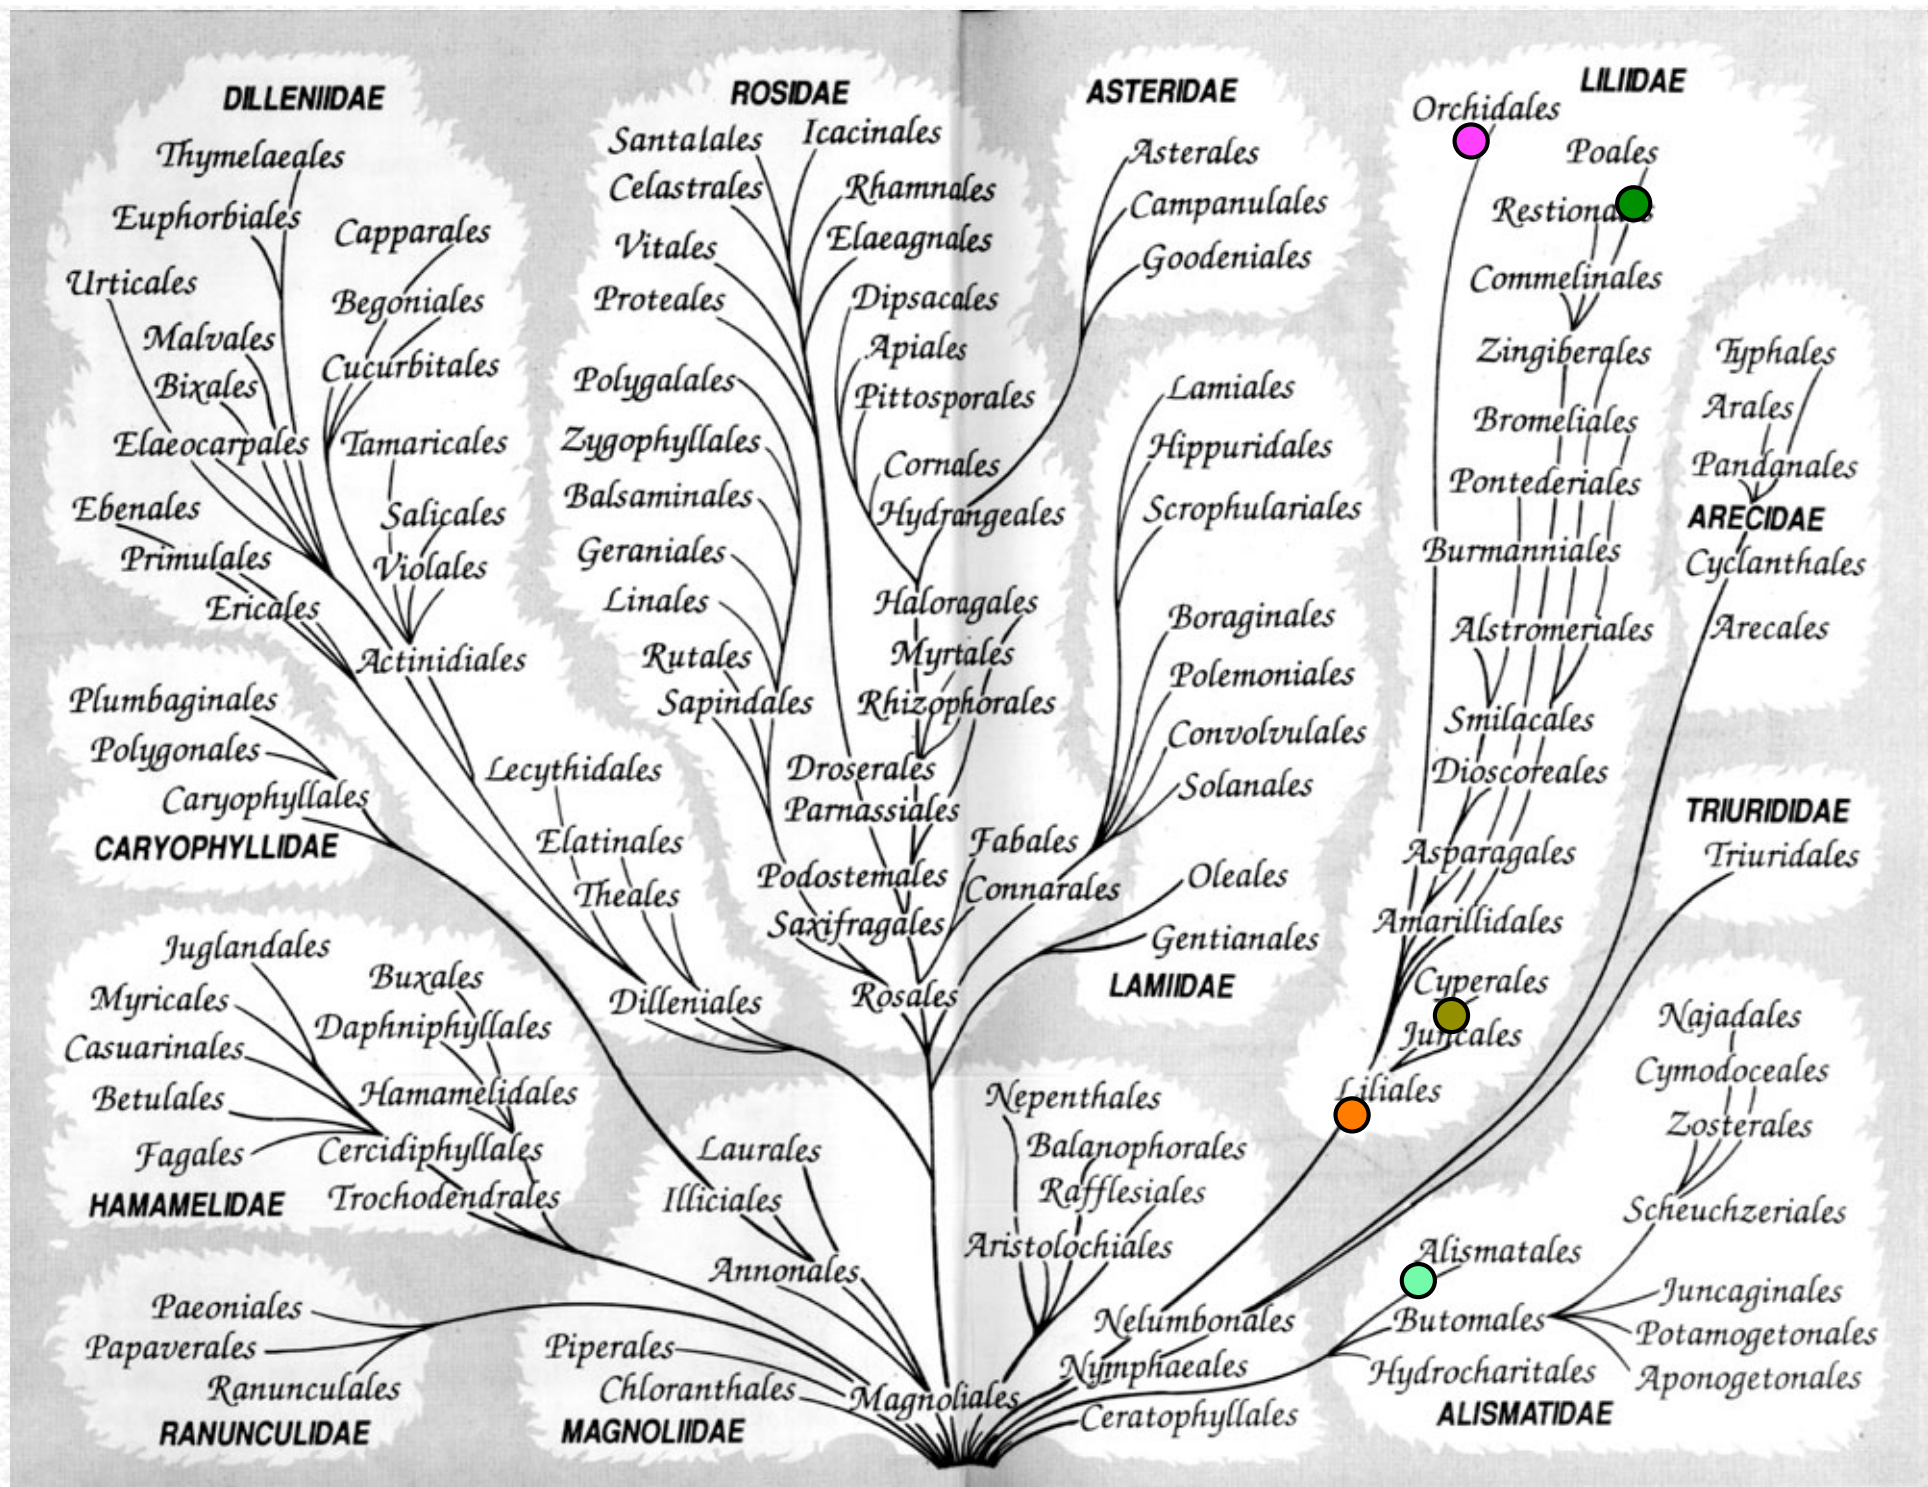 DILLENIIDAE
Thymelaeales
Euphorbiales
Capparales
Urticales
Begoniales
Malvales
Cucurbitales
Bixales
Elaeocarpales
Tamaricales
Ebenales
Salicales
Primulales
Violales
Ericales
Actinidiales
Lecythidales
Elatinales
Theales
Dilleniales
ROSIDAE
Santalales
Icacinales
Celastrales
Rhamnales
Vitales
Elaeagnales
Proteales
Dipsacales
Apiales
Polygalales
Pittosporales
Zygophyllales
Cornales
Balsaminales
Hydrangeales
Geraniales
Linales
Haloragales
Rutales
Myrtales
Sapindales
Rhizophorales
Droserales
Parnassiales
Fabales
Podostemales
Connarales
Saxifragales
Rosales
ASTERIDAE
Asterales
Campanulales
Goodeniales
Lamiales
Hippuridales
Scrophulariales
Boraginales
Polemoniales
Convolvulales
Solanales
Oleales
Gentianales
LAMIIDAE
LILIIDAE
Orchidales
Poales
Commelinales
Zingiberales
Bromeliales
Pontederiales
Burmanniales
Alstromeriales
Smilacales
Dioscoreales
Asparagales
Amarillidales
Cyperales
Juncales
Liliales
Typhales
Arales
Pandanales
ARECIDAE
Cyclanthales
Arecales
TRIURIDIDAE
Triuridales
Plumbaginales
Polygonales
Caryophyllales
CARYOPHYLLIDAE
Juglandales
Buxales
Myricales
Daphniphyllales
Casuarinales
Hamamelidales
Betulales
Cercidiphyllales
Fagales
Trochodendrales
HAMAMELIDAE
Paeoniales
Papaverales
Ranunculales
RANUNCULIDAE
Laurales
Illiciales
Annonales
Piperales
Chloranthales
Magnoliales
MAGNOLIIDAE
Nepenthales
Balanophorales
Rafflesiales
Aristolochiales
Nelumbonales
Nymphaeales
Ceratophyllales
Najadales
Cymodoceales
Zosterales
Scheuchzeriales
Alismatales
Juncaginales
Butomales
Potamogetonales
Hydrocharitales
Aponogetonales
ALISMATIDAE